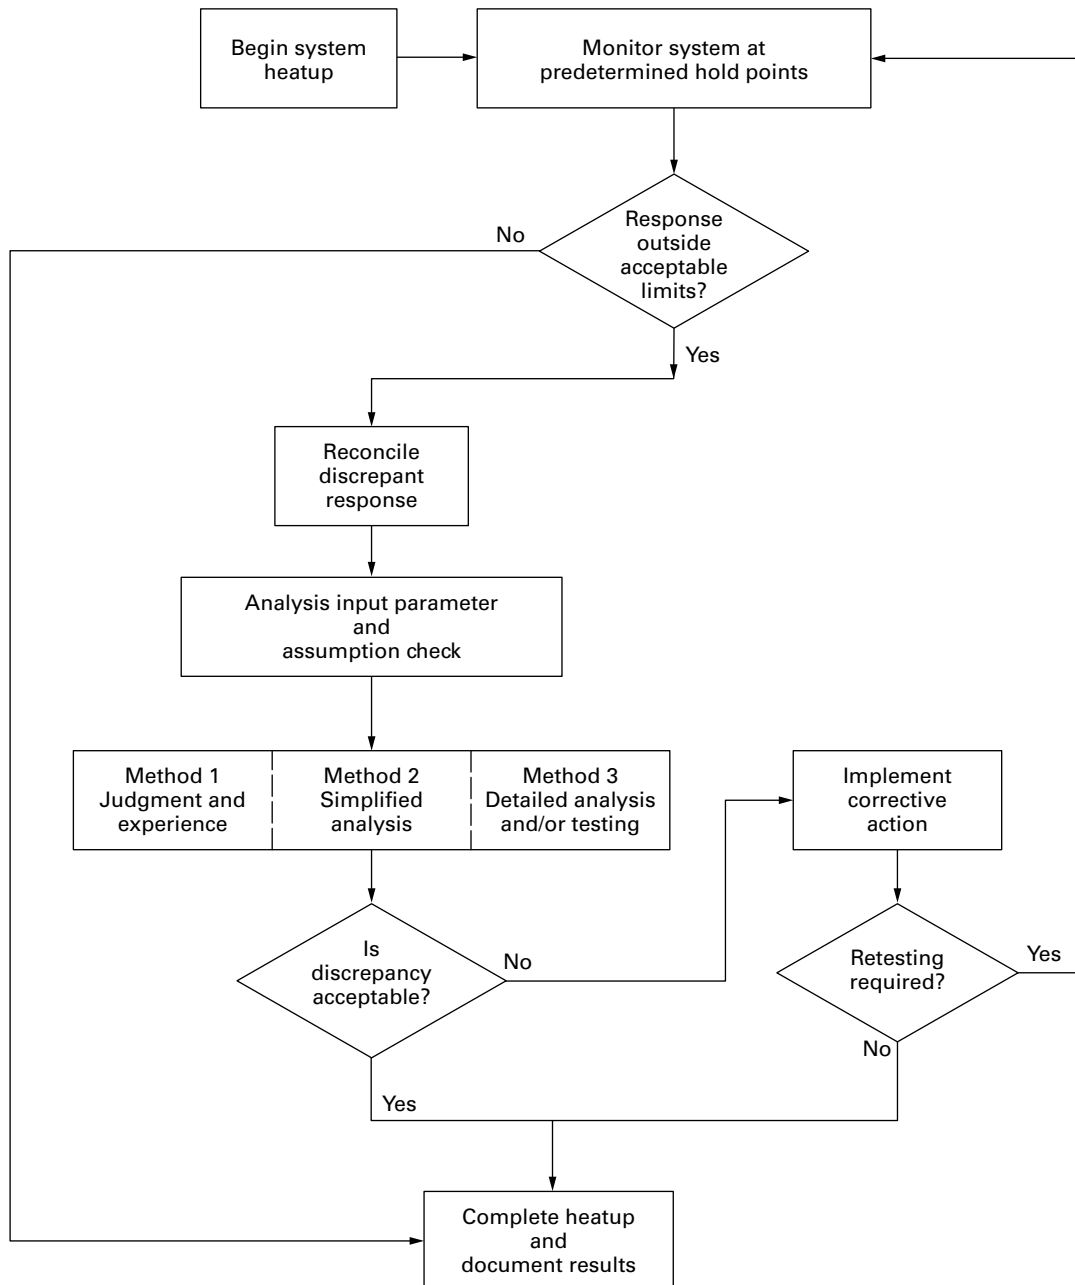 Begin system
heatup
Monitor system at
predetermined hold points
Response
outside
acceptable
limits?
No
Yes
Reconcile
discrepant
response
Analysis input parameter
and
assumption check
Method 1
Judgment and
experience
Method 2
Simplified
analysis
Method 3
Detailed analysis
and/or testing
Implement
corrective
action
Is
discrepancy
acceptable?
No
Retesting
required?
Yes
No
Yes
Complete heatup
and
document results